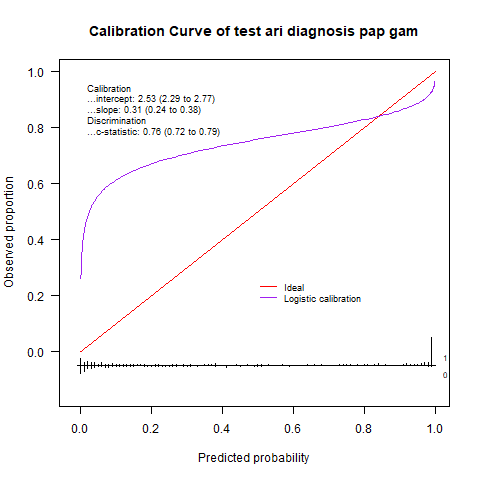 Calibration Curve of test ari diagnosis pap gam
Calibration
...intercept: 2.53 (2.29 to 2.77)
...slope: 0.31 (0.24 to 0.38)
Discrimination
...c-statistic: 0.76 (0.72 to 0.79)
1.0
0.8
0.6
0.4
0.2
0.0
Observed proportion
Ideal
Logistic calibration
1
0
0.0 0.2 0.4 0.6 0.8 1.0
Predicted probability